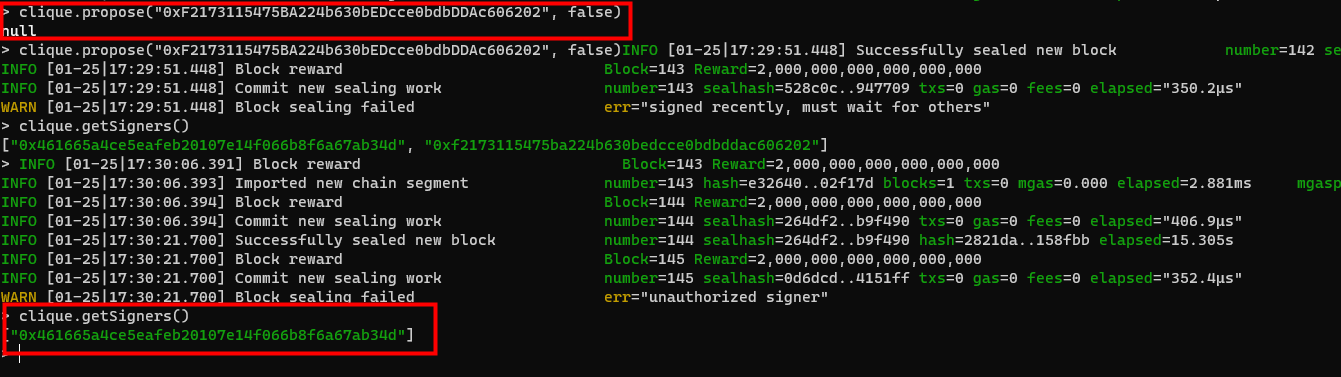 > clique.propose("0xF2173115475BA224b630bEDcce0bdbDDAc606202", false)
null
> clique.propose("0xF2173115475BA224b630bEDcce0bdbDDAc606202", false)INFO [01-25|17:29:51.448] Successfully sealed new block number=142 se
INFO [01-25|17:29:51.448] Block reward Block=143 Reward=2,000,000,000,000,000,000
INFO [01-25|17:29:51.448] Commit new sealing work number=143 sealhash=528c0c..947709 txs=0 gas=0 fees=0 elapsed="350.2µs"
WARN [01-25|17:29:51.448] Block sealing failed err="signed recently, must wait for others"
> clique.getSigners()
["0x461665a4ce5eafeb20107e14f066b8f6a67ab34d", "0xf2173115475ba224b630bedcce0bdbddac606202"]
> INFO [01-25|17:30:06.391] Block reward Block=143 Reward=2,000,000,000,000,000,000
INFO [01-25|17:30:06.393] Imported new chain segment number=143 hash=e32640..02f17d blocks=1 txs=0 mgas=0.000 elapsed=2.881ms mgasp
INFO [01-25|17:30:06.394] Block reward Block=144 Reward=2,000,000,000,000,000,000
INFO [01-25|17:30:06.394] Commit new sealing work number=144 sealhash=264df2..b9f490 txs=0 gas=0 fees=0 elapsed="406.9µs"
INFO [01-25|17:30:21.700] Successfully sealed new block number=144 sealhash=264df2..b9f490 hash=2821da..158fbb elapsed=15.305s
INFO [01-25|17:30:21.700] Block reward Block=145 Reward=2,000,000,000,000,000,000
INFO [01-25|17:30:21.700] Commit new sealing work number=145 sealhash=0d6dcd..4151ff txs=0 gas=0 fees=0 elapsed="352.4µs"
WARN [01-25|17:30:21.700] Block sealing failed err="unauthorized signer"
> clique.getSigners()
["0x461665a4ce5eafeb20107e14f066b8f6a67ab34d"]
>